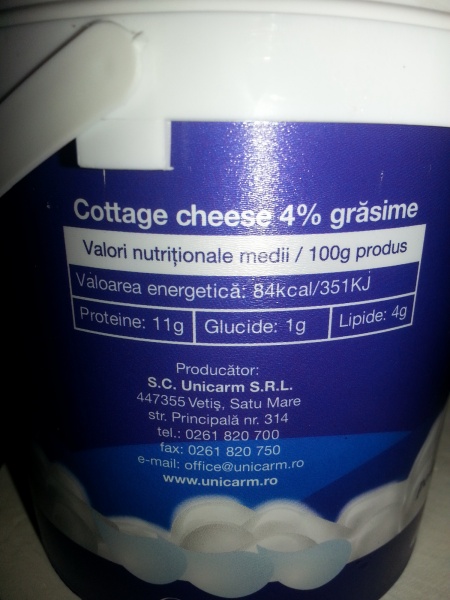 Cottage cheese 4% grăsime
Valori nutriționale medii / 100g produs
Valoarea energetică: 84kcal/351KJ
Proteine: 11g Glucide: 1g Lipide: 4g
Producător:
S.C. Unicarm S.R.L.
447355 Vetiș, Satu Mare
str. Principală nr. 314
tel.: 0261 820 700
fax: 0261 820 750
e-mail: office@unicarm.ro
www.unicarm.ro